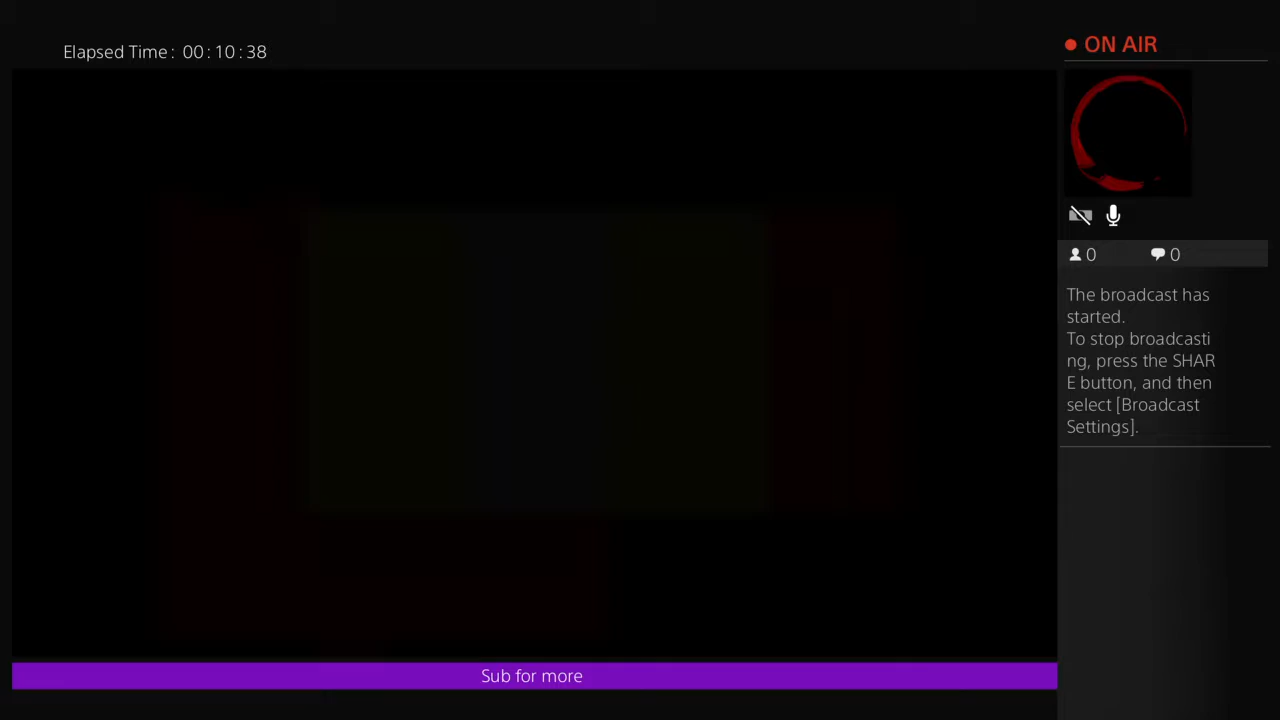 Elapsed Time: 00:10:38
ON AIR
0 0
The broadcast has
started.
To stop broadcasti
ng, press the SHAR
E button, and then
select [Broadcast
Settings].
Sub for more